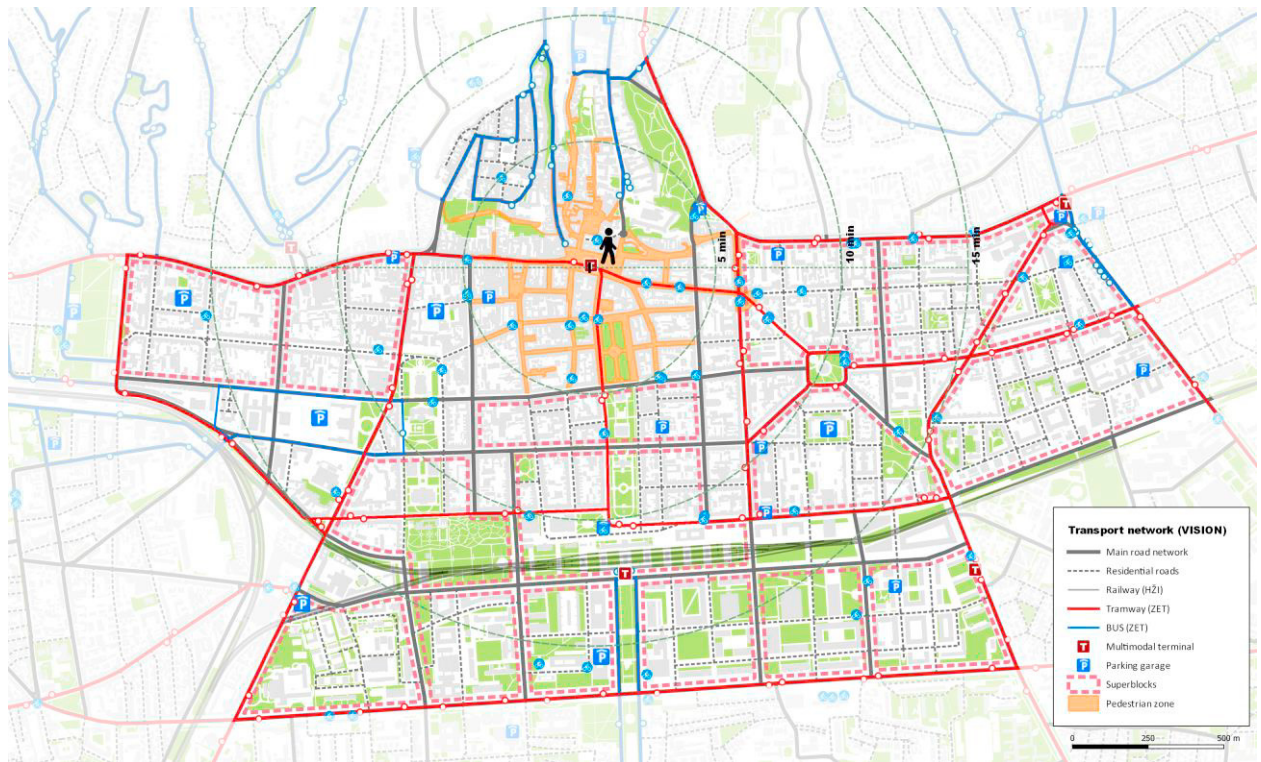 5 min
10 min
15 min
Transport network (VISION)
Main road network
Residential roads
Railway (HŽI)
Tramway (ZET)
BUS (ZET)
T Multimodal terminal
P Parking garage
Superblocks
Pedestrian zone
0 250 500 m